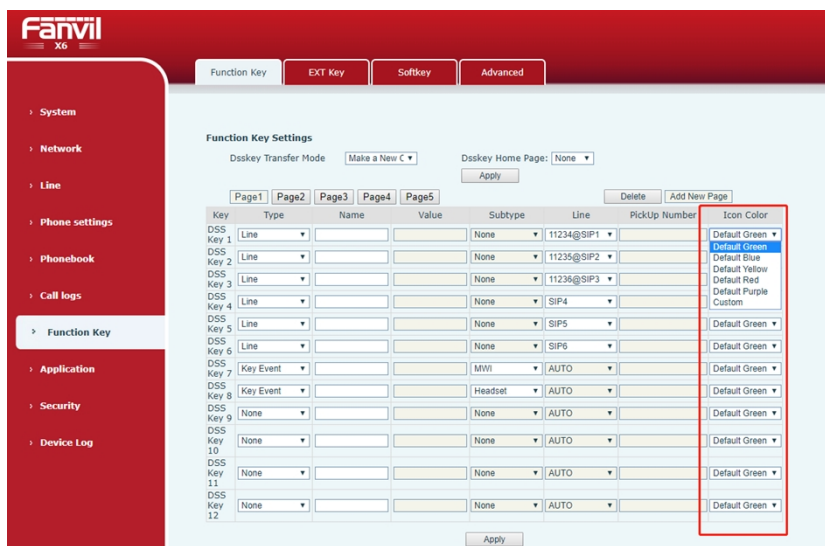 Fanvil
X6
Function Key EXT Key Softkey Advanced
› System
› Network
› Line
› Phone settings
› Phonebook
› Call logs
› Function Key
› Application
› Security
› Device Log
Function Key Settings
Dsskey Transfer Mode Make a New C Dsskey Home Page: None
Apply
Page1 Page2 Page3 Page4 Page5 Delete Add New Page
Key Type Name Value Subtype Line PickUp Number Icon Color
DSS Key 1 Line None 11234@SIP1 Default Green
Default Green
Default Blue
Default Yellow
Default Red
Default Purple
Custom
DSS Key 2 Line None 11235@SIP2
DSS Key 3 Line None 11236@SIP3
DSS Key 4 Line None SIP4
DSS Key 5 Line None SIP5 Default Green
DSS Key 6 Line None SIP6 Default Green
DSS Key 7 Key Event MWI AUTO Default Green
DSS Key 8 Key Event Headset AUTO Default Green
DSS Key 9 None None AUTO Default Green
DSS Key 10 None None AUTO Default Green
DSS Key 11 None None AUTO Default Green
DSS Key 12 None None AUTO Default Green
Apply